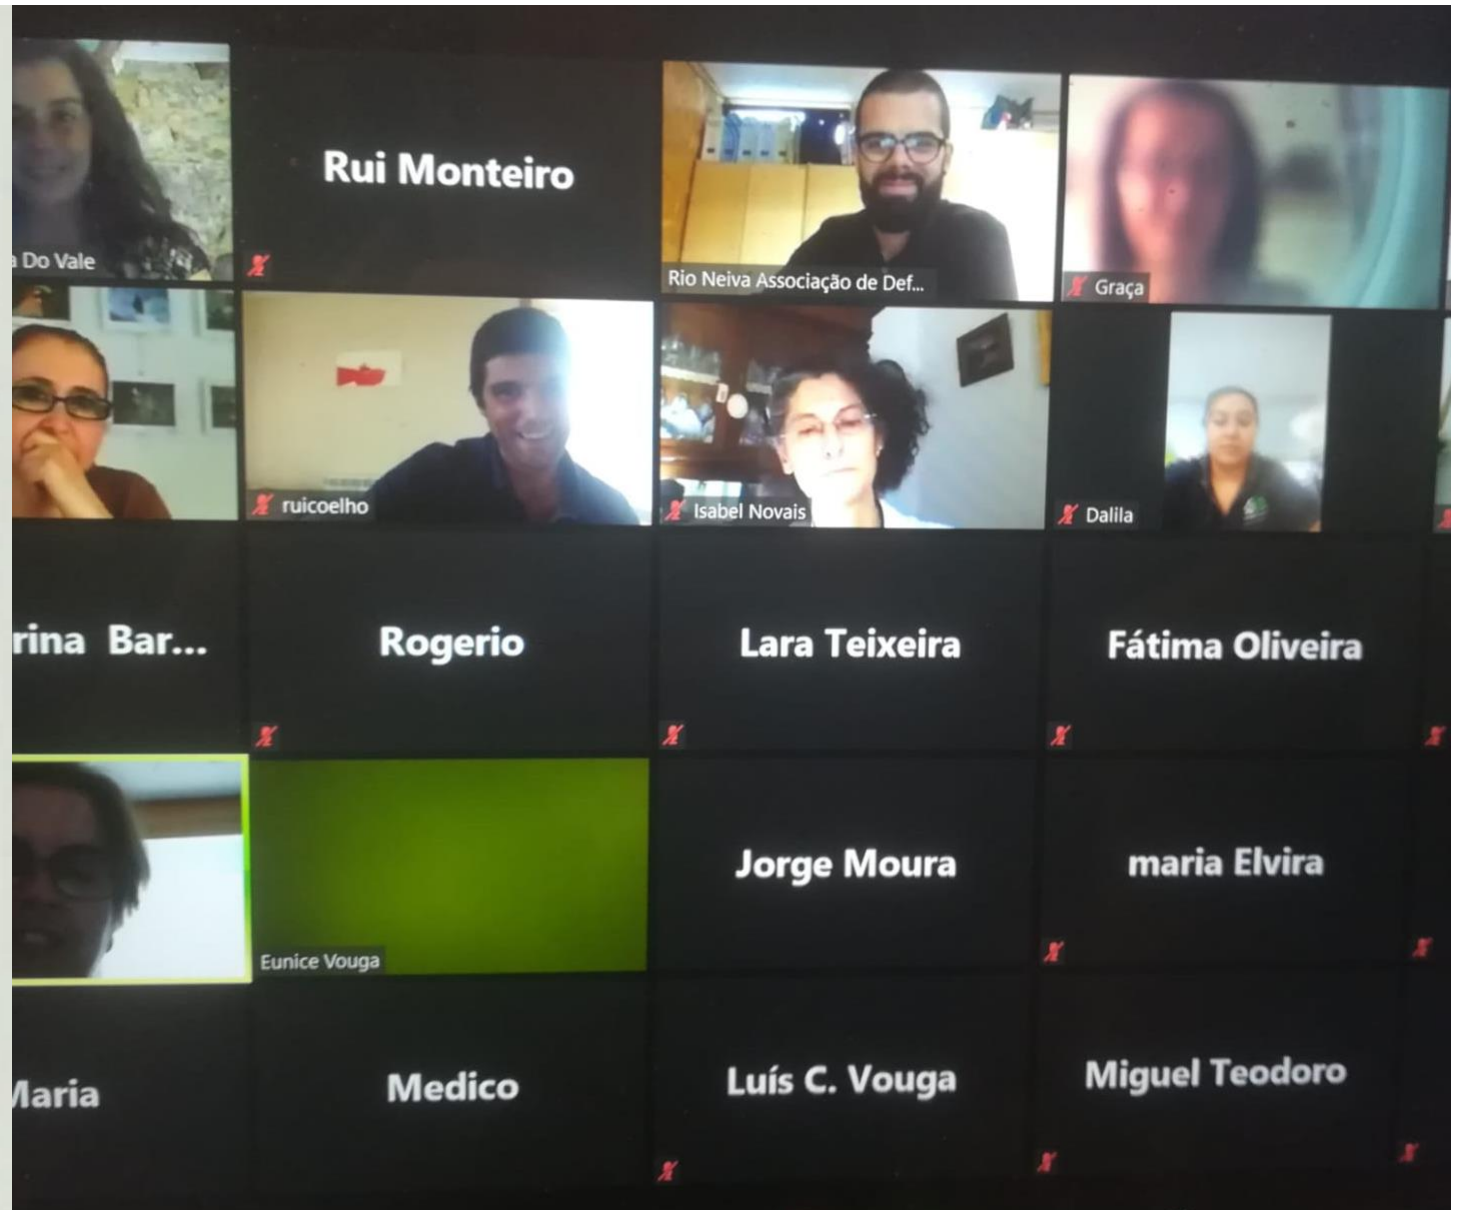 a Do Vale
Rui Monteiro
Rio Neiva Associação de Def...
Graça
ruicoelho
Isabel Novais
Dalila
rina Bar...
Rogerio
Lara Teixeira
Fátima Oliveira
Eunice Vouga
Jorge Moura
maria Elvira
Maria
Medico
Luís C. Vouga
Miguel Teodoro